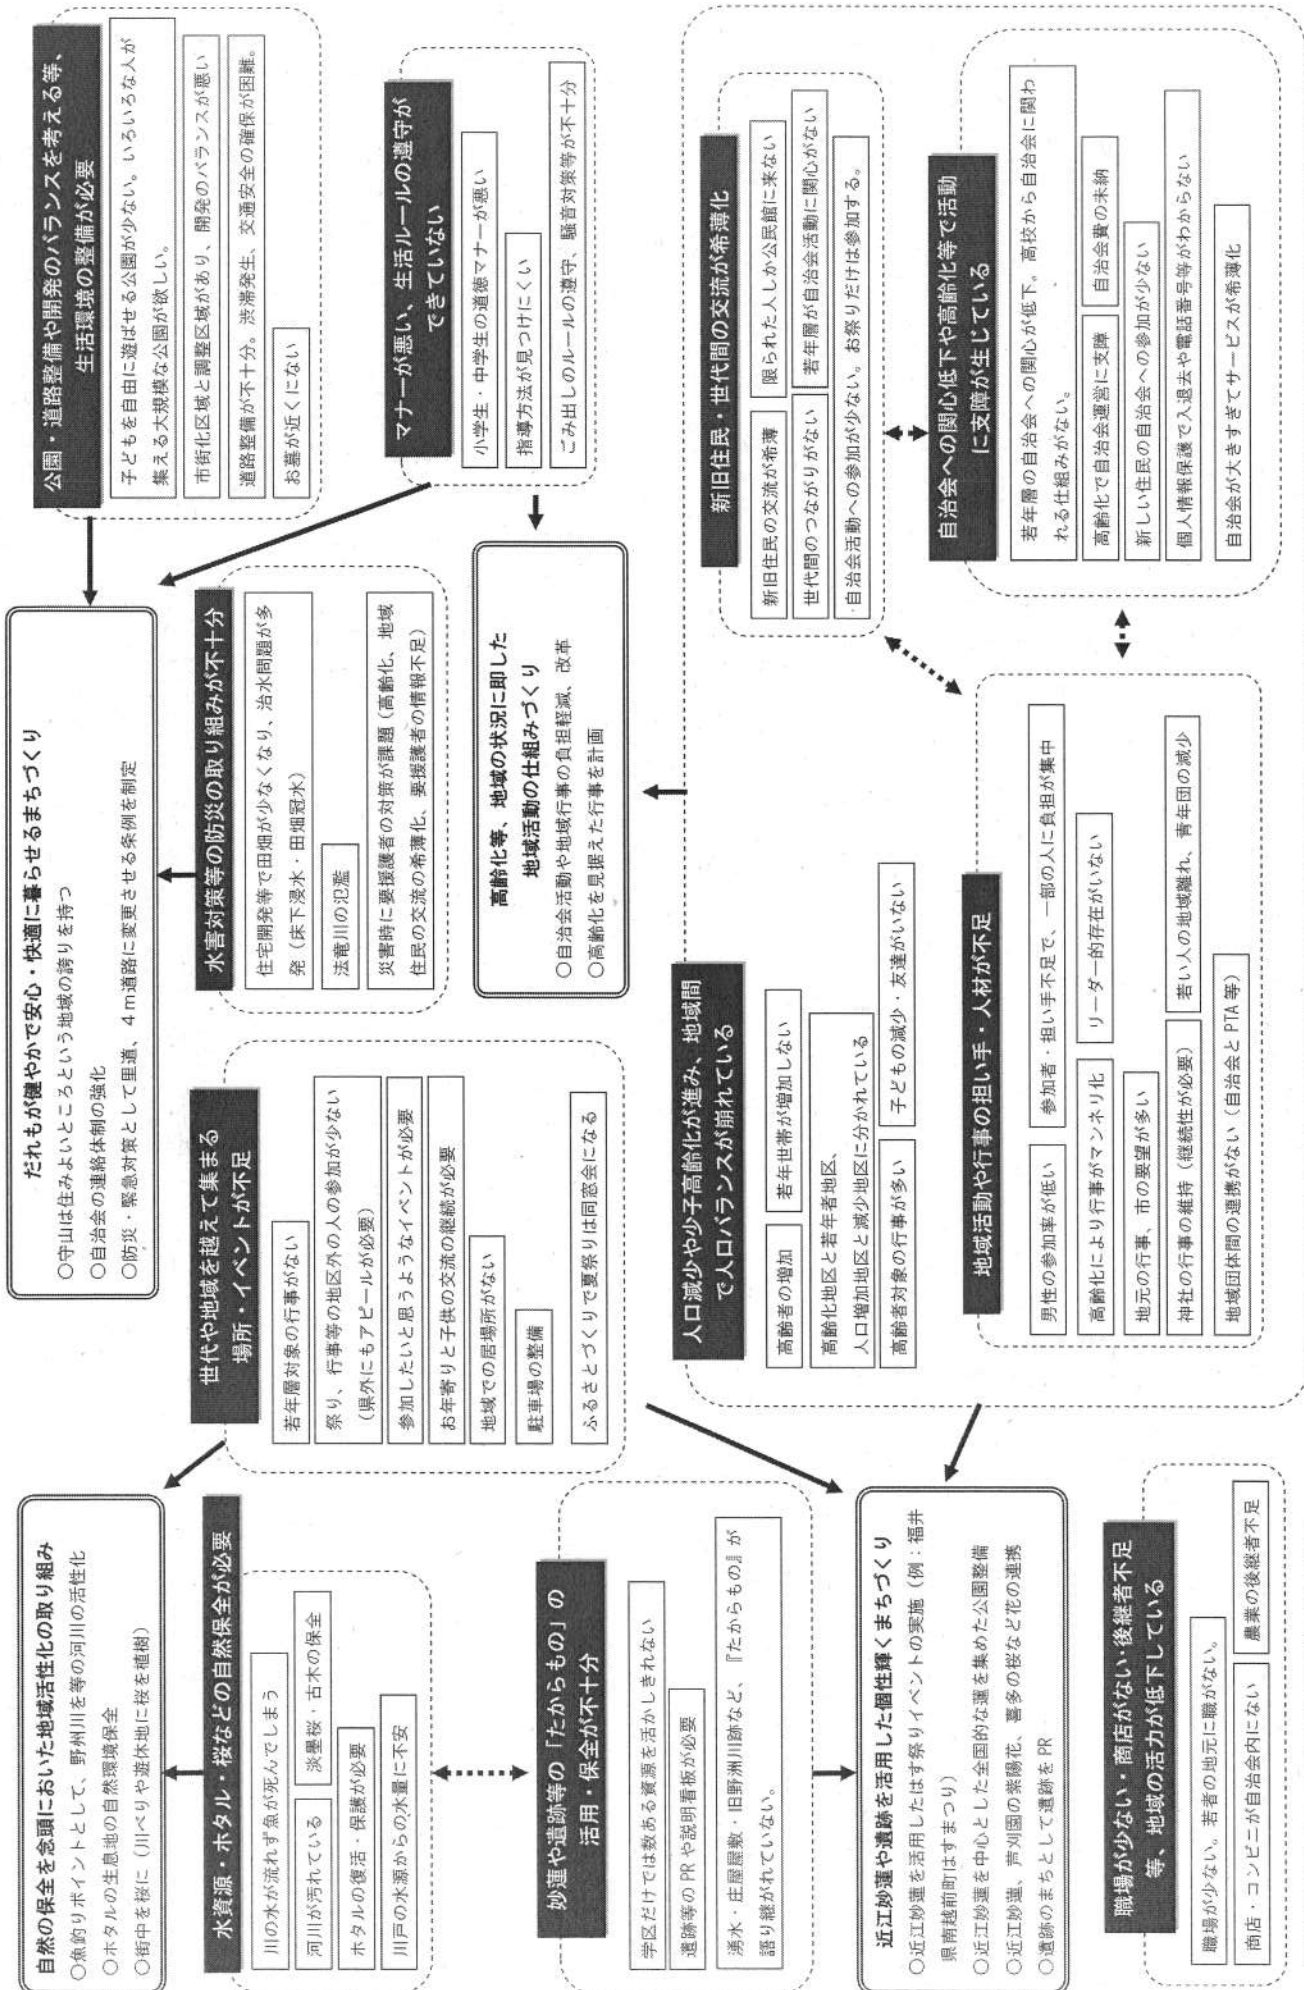 自然の保全を念頭においた地域活性化の取り組み
○魚釣りポイントとして、野州川を等の河川の活性化
○ホタルの生息地の自然環境保全
○街中を桜に（川べりや遊休地に桜を植樹）
水資源・ホタル・桜などの自然保全が必要
川の水が流れず魚が死んでしまう
河川が汚れている
淡墨桜・古木の保全
ホタルの復活・保護が必要
川戸の水源からの水量に不安
妙蓮や遺跡等の「たからもの」の
活用・保全が不十分
学区だけでは数ある資源を活かしきれない
遺跡等のPRや説明看板が必要
湧水・庄屋屋敷・旧野洲川跡など、『たからもの』が
語り継がれていない。
近江妙蓮や遺跡を活用した個性輝くまちづくり
○近江妙蓮を活用したはす祭りイベントの実施（例：福井
県南越前町はすまつり）
○近江妙蓮を中心とした全国的な蓮を集めた公園整備
○近江妙蓮、芦刈園の紫陽花、喜多の桜など花の連携
○遺跡のまちとして遺跡をPR
職場が少ない・商店がない・後継者不足
等、地域の活力が低下している
職場が少ない。若者の地元に職がない。
商店・コンビニが自治会内にない
農業の後継者不足
だれもが健やかで安心・快適に暮らせるまちづくり
○守山は住みよいところという地域の誇りを持つ
○自治会の連絡体制の強化
○防災・緊急対策として里道、4m道路に変更させる条例を制定
世代や地域を越えて集まる
場所・イベントが不足
若年層対象の行事がない
祭り、行事等の地区外の人の参加が少ない
（県外にもアピールが必要）
参加したいと思うようなイベントが必要
お年寄りと子供の交流の継続が必要
地域での居場所がない
駐車場の整備
ふるさとづくりで夏祭りは同窓会になる
水害対策等の防災の取り組みが不十分
住宅開発等で田畑が少なくなり、治水問題が多
発（床下浸水・田畑冠水）
法竜川の氾濫
災害時に要援護者の対策が課題（高齢化、地域
住民の交流の希薄化、要援護者の情報不足）
高齢化等、地域の状況に即した
地域活動の仕組みづくり
○自治会活動や地域行事の負担軽減、改革
○高齢化を見据えた行事を計画
公園・道路整備や開発のバランスを考える等、
生活環境の整備が必要
子どもを自由に遊ばせる公園が少ない。いろいろな人が
集える大規模な公園が欲しい。
市街化区域と調整区域があり、開発のバランスが悪い
道路整備が不十分。渋滞発生、交通安全の確保が困難。
お墓が近くにない
マナーが悪い、生活ルールの遵守が
できていない
小学生・中学生の道徳マナーが悪い
指導方法が見つけにくい
ごみ出しのルールの遵守、騒音対策等が不十分
人口減少や少子高齢化が進み、地域間
で人口バランスが崩れている
高齢者の増加
若年世帯が増加しない
高齢化地区と若年者地区、
人口増加地区と減少地区に分かれている
高齢者対象の行事が多い
子どもの減少・友達がいない
地域活動や行事の担い手・人材が不足
男性の参加率が低い
参加者・担い手不足で、一部の人に負担が集中
高齢化により行事がマンネリ化
リーダー的存在がいない
地元の行事、市の要望が多い
神社の行事の維持（継続性が必要）
若い人の地域離れ、青年団の減少
地域団体間の連携がない（自治会とPTA等）
新旧住民・世代間の交流が希薄化
新旧住民の交流が希薄
限られた人しか公民館に来ない
世代間のつながりがない
若年層が自治会活動に関心がない
自治会活動への参加が少ない。お祭りだけは参加する。
自治会への関心低下や高齢化等で活動
に支障が生じている
若年層の自治会への関心が低下。高校から自治会に関わ
れる仕組みがない。
高齢化で自治会運営に支障
自治会費の未納
新しい住民の自治会への参加が少ない
個人情報保護で入退去や電話番号等がわからない
自治会が大きすぎてサービスが希薄化